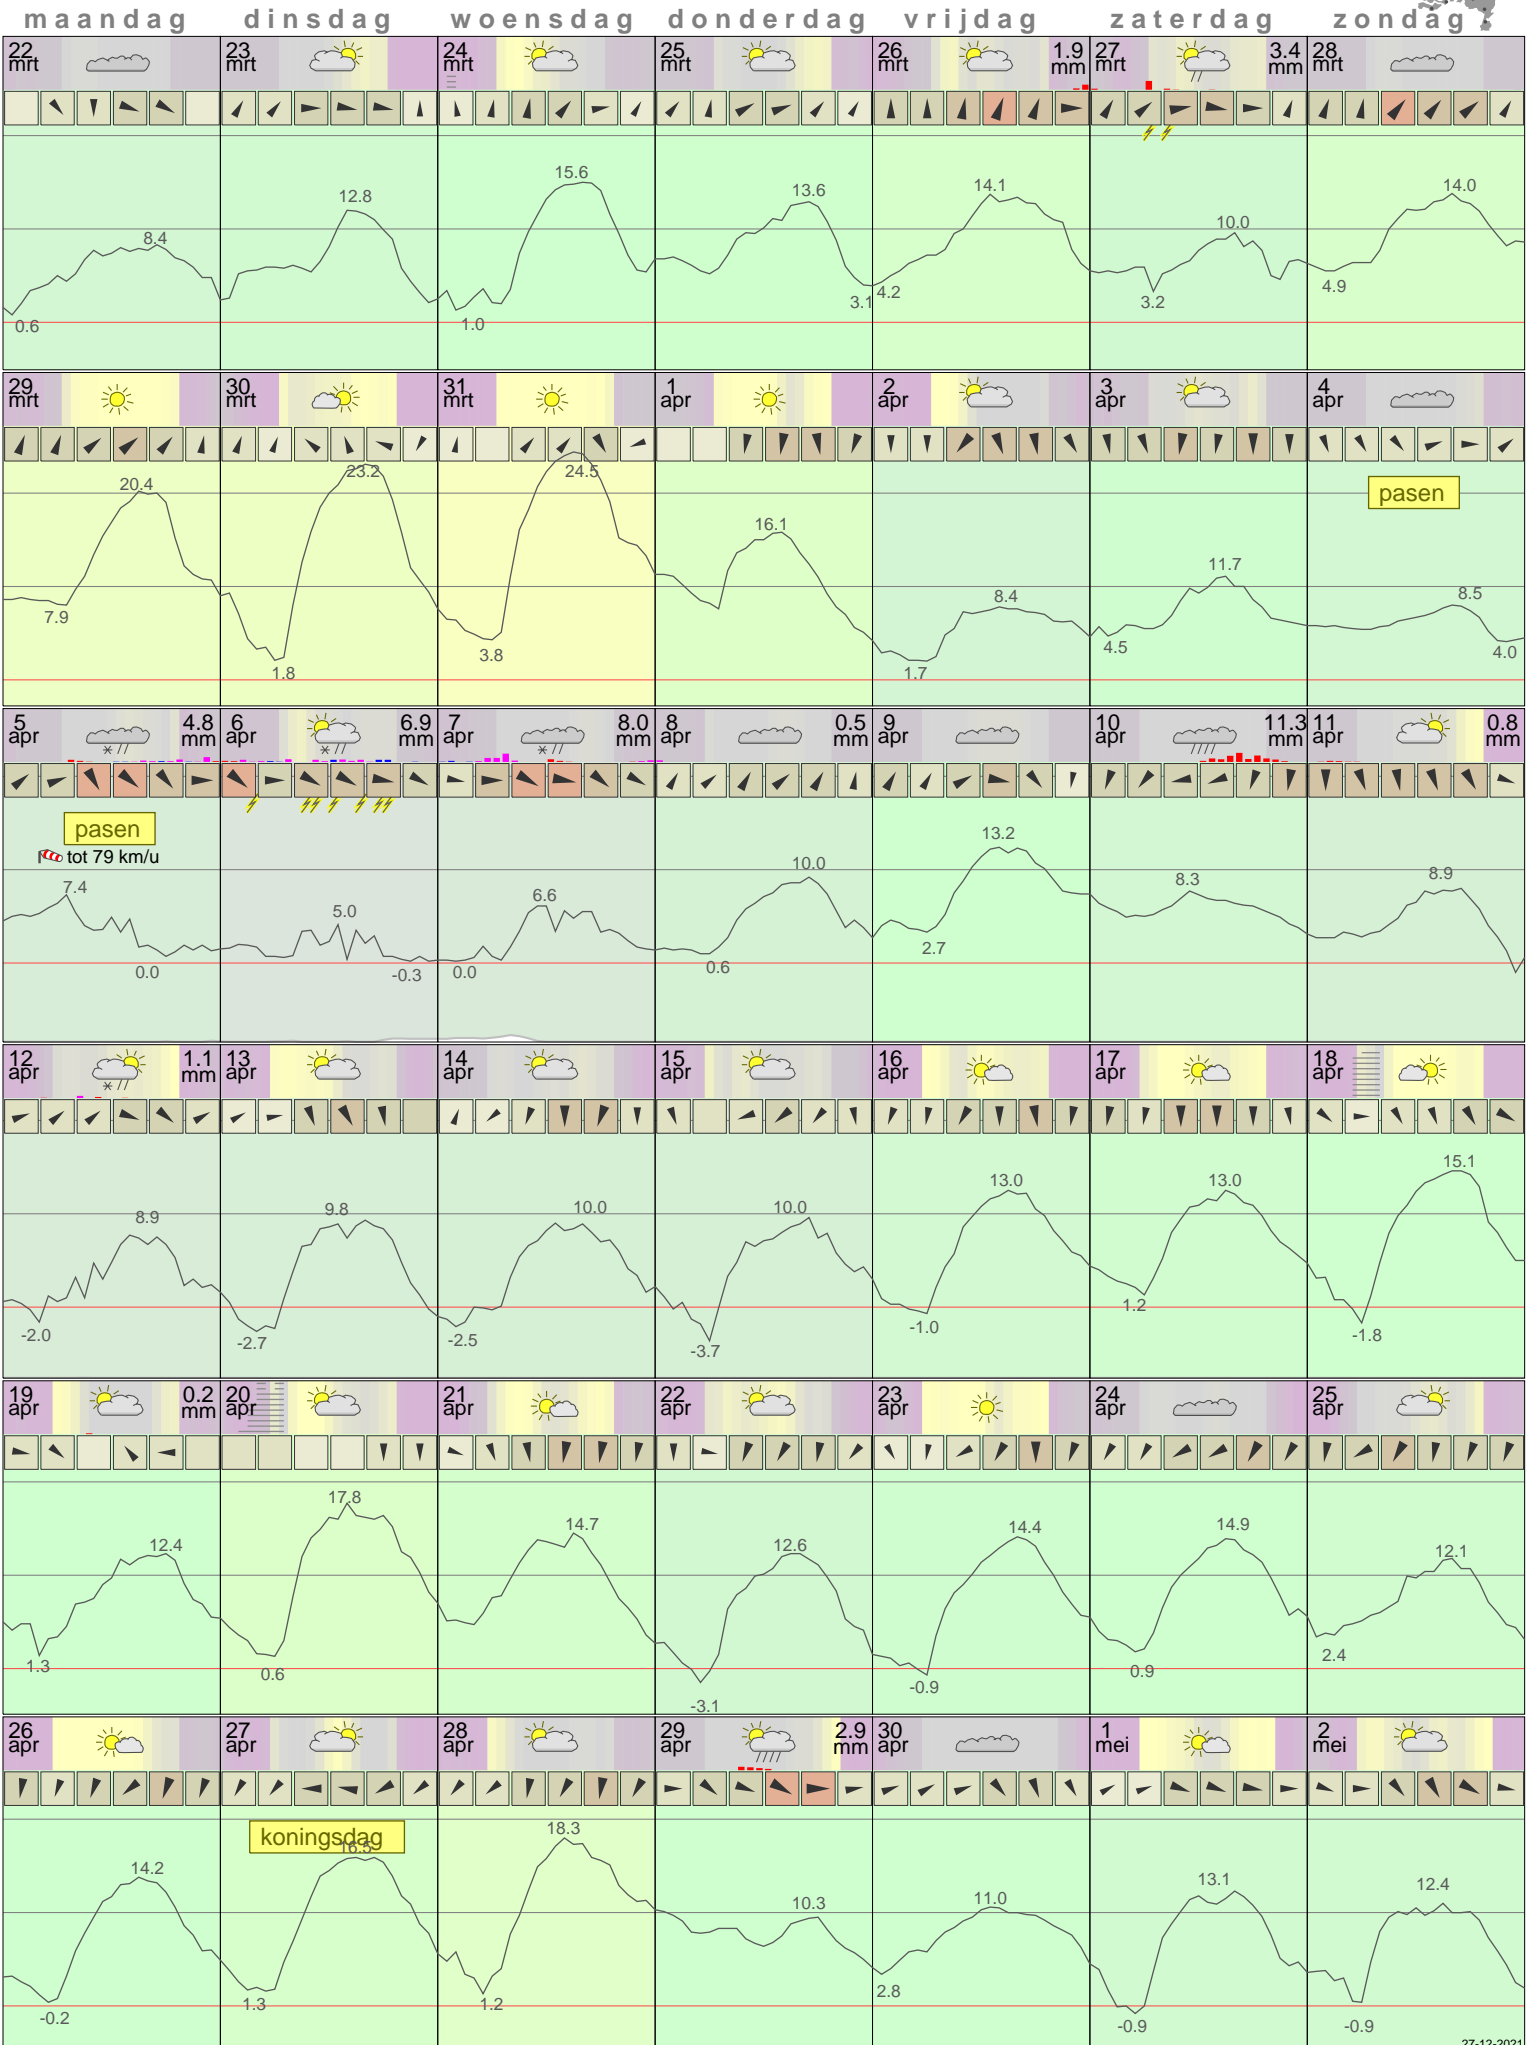 maandag dinsdag woensdag donderdag vrijdag zaterdag zondag
22 23 24 25 26 1.9 27 3.4 28
mrt mrt mrt mrt mrt mm mrt mm mrt
15.6
14.1 14.0
12.8 13.6
10.0
8.4
4.2 4.9
3.1 3.2
0.6 1.0
29 30 31 1 2 3 4
mrt mrt mrt apr apr apr apr
23.2 24.5
20.4 pasen
16.1
11.7
8.4 8.5
7.9
3.8 4.5 4.0
1.8 1.7
5 4.8 6 6.9 7 8.0 8 0.5 9 10 11.3 11 0.8
apr mm apr mm apr mm apr mm apr apr mm apr mm
pasen 13.2
tot 79 km/u
10.0
7.4 6.6 8.3 8.9
5.0
2.7
0.0 -0.3 0.0 0.6
12 1.1 13 14 15 16 17 18
apr mm apr apr apr apr apr apr
15.1
13.0 13.0
8.9 9.8 10.0 10.0
1.2
-2.0 -2.7 -2.5 -3.7 -1.0 -1.8
19 0.2 20 21 22 23 24 25
apr mm apr apr apr apr apr apr
17.8
14.7 14.4 14.9
12.4 12.6 12.1
1.3 0.6 0.9 2.4
-3.1 -0.9
26 27 28 29 2.9 30 1 2
apr apr apr apr mm apr mei mei
koningsdag 18.3
16.5
14.2 13.1 12.4
10.3 11.0
2.8
-0.2 1.3 1.2 -0.9 -0.9
27-12-2021